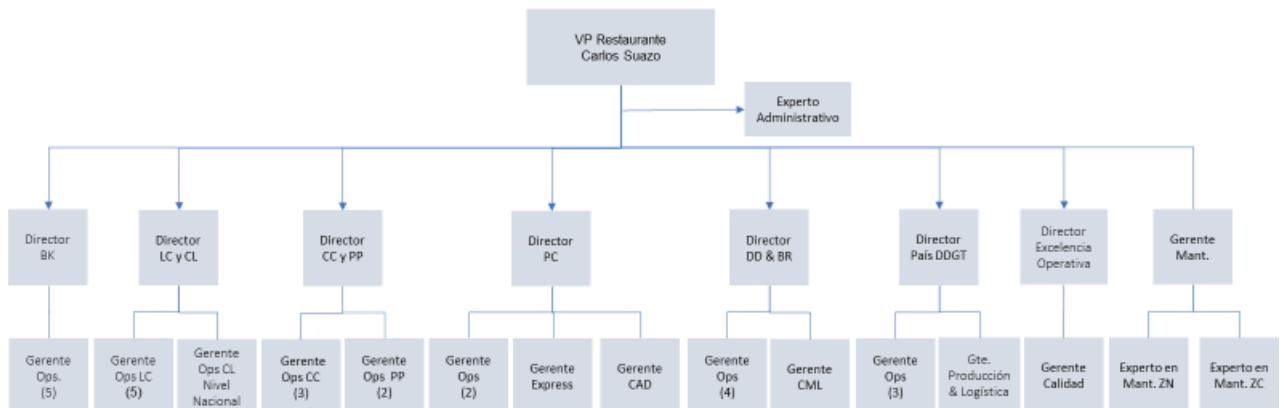 VP Restaurante
Carlos Suazo
Experto
Administrativo
Director
BK
Director
LC y CL
Director
CC y PP
Director
PC
Director
DD & BR
Director
País DDGT
Director
Excelencia
Operativa
Gerente
Mant.
Gerente
Ops.
(5)
Gerente
Ops LC
(5)
Gerente
Ops CL
Nivel
Nacional
Gerente
Ops CC
(3)
Gerente
Ops PP
(2)
Gerente
Ops
(2)
Gerente
Express
Gerente
CAD
Gerente
Ops
(4)
Gerente
CML
Gerente
Ops
(3)
Gte.
Producción
& Logística
Gerente
Calidad
Experto en
Mant. ZN
Experto en
Mant. ZC